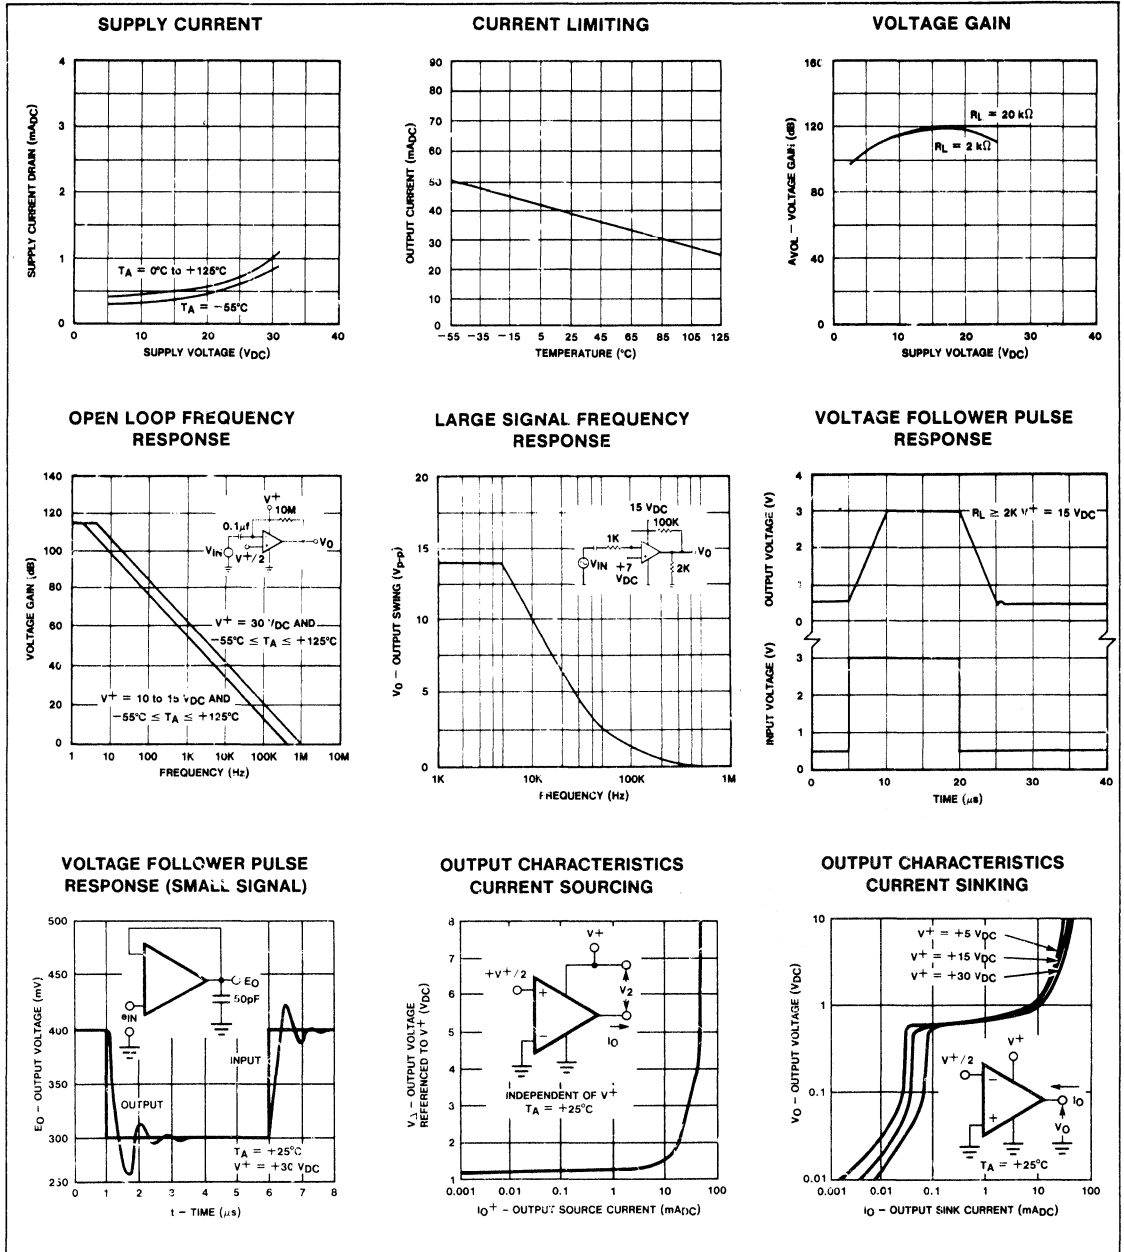 SUPPLY CURRENT
4
3
2
1
0
SUPPLY CURRENT DRAIN (mADC)
TA = 0°C to +125°C
TA = −55°C
0 10 20 30 40
SUPPLY VOLTAGE (VDC)
CURRENT LIMITING
90
80
70
60
50
40
30
20
10
0
OUTPUT CURRENT (mADC)
−55 −35 −15 5 25 45 65 85 105 125
TEMPERATURE (°C)
VOLTAGE GAIN
160
120
80
40
0
AVOL − VOLTAGE GAIN (dB)
RL = 20 kΩ
RL = 2 kΩ
0 10 20 30 40
SUPPLY VOLTAGE (VDC)
OPEN LOOP FREQUENCY
RESPONSE
140
120
100
80
60
40
20
0
VOLTAGE GAIN (dB)
V+
10M
0.1μf
VIN
V+/2
VO
V+ = 30 VDC AND
−55°C ≤ TA ≤ +125°C
V+ = 10 to 15 VDC AND
−55°C ≤ TA ≤ +125°C
1 10 100 1K 10K 100K 1M 10M
FREQUENCY (Hz)
LARGE SIGNAL FREQUENCY
RESPONSE
20
15
10
5
0
VO − OUTPUT SWING (Vp-p)
15 VDC
100K
1K
VIN
+7
VDC
2K
VO
1K 10K 100K 1M
FREQUENCY (Hz)
VOLTAGE FOLLOWER PULSE
RESPONSE
4
3
2
1
0
OUTPUT VOLTAGE (V)
RL ≥ 2K V+ = 15 VDC
3
2
1
0
INPUT VOLTAGE (V)
0 10 20 30 40
TIME (μs)
VOLTAGE FOLLOWER PULSE
RESPONSE (SMALL SIGNAL)
500
450
400
350
300
250
EO − OUTPUT VOLTAGE (mV)
EO
50pF
eIN
INPUT
OUTPUT
TA = +25°C
V+ = +30 VDC
0 1 2 3 4 5 6 7 8
t − TIME (μs)
OUTPUT CHARACTERISTICS
CURRENT SOURCING
8
7
6
5
4
3
2
1
V△ − OUTPUT VOLTAGE
REFERENCED TO V+ (VDC)
V+
+V+/2
+
−
V2
IO
INDEPENDENT OF V+
TA = +25°C
0.001 0.01 0.1 1 10 100
IO+ − OUTPUT SOURCE CURRENT (mADC)
OUTPUT CHARACTERISTICS
CURRENT SINKING
10
1
0.1
0.01
VO − OUTPUT VOLTAGE (VDC)
V+ = +5 VDC
V+ = +15 VDC
V+ = +30 VDC
V+
V+/2
−
+
IO
VO
TA = +25°C
0.001 0.01 0.1 1 10 100
IO − OUTPUT SINK CURRENT (mADC)